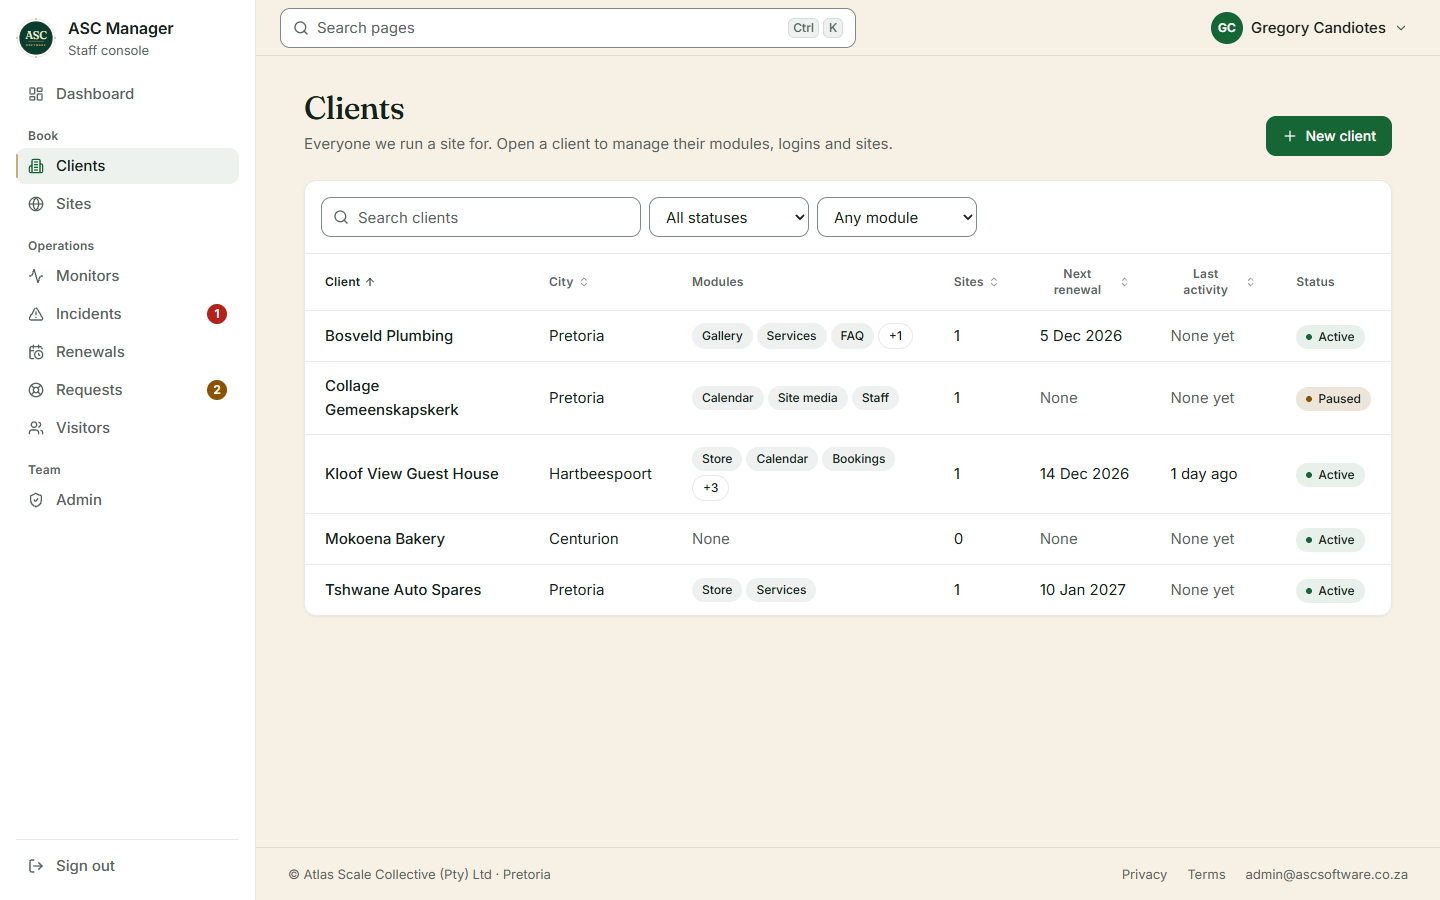 ASC
SOFTWARE
ASC Manager
Staff console
Dashboard
Book
Clients
Sites
Operations
Monitors
Incidents 1
Renewals
Requests 2
Visitors
Team
Admin
Sign out
Search pages Ctrl K
GC Gregory Candiotes
Clients
Everyone we run a site for. Open a client to manage their modules, logins and sites.
+ New client
Search clients All statuses Any module
Client City Modules Sites Next renewal Last activity Status
Bosveld Plumbing Pretoria Gallery Services FAQ +1 1 5 Dec 2026 None yet Active
Collage Gemeenskapskerk Pretoria Calendar Site media Staff 1 None None yet Paused
Kloof View Guest House Hartbeespoort Store Calendar Bookings +3 1 14 Dec 2026 1 day ago Active
Mokoena Bakery Centurion None 0 None None yet Active
Tshwane Auto Spares Pretoria Store Services 1 10 Jan 2027 None yet Active
© Atlas Scale Collective (Pty) Ltd · Pretoria
Privacy Terms admin@ascsoftware.co.za